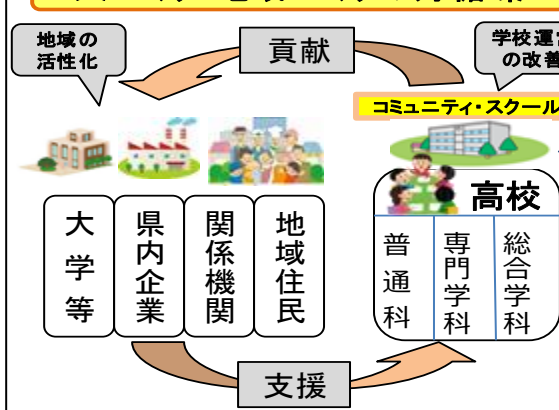 地域の
活性化
貢献
学校運営
の改善
コミュニティ・スクール
高校
大学等
県内企業
関係機関
地域住民
普通科
専門学科
総合学科
支援